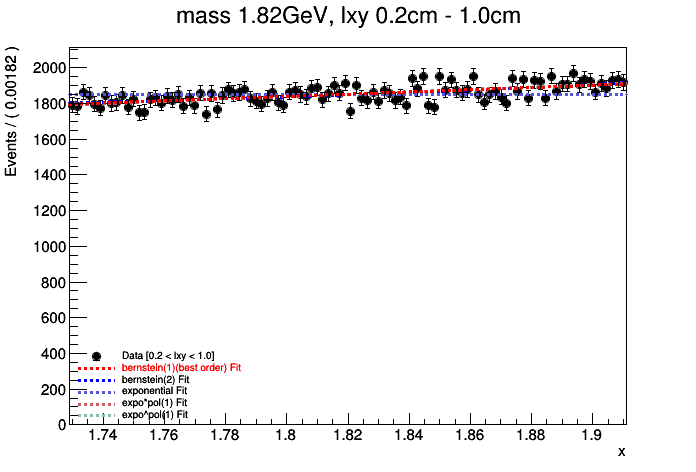 mass 1.82GeV, lxy 0.2cm - 1.0cm
Events / ( 0.00182 )
2000
1800
1600
1400
1200
1000
800
600
400
200
0
Data [0.2 < lxy < 1.0]
bernstein(1)(best order) Fit
bernstein(2) Fit
exponential Fit
expo*pol(1) Fit
expo^pol(1) Fit
1.74 1.76 1.78 1.8 1.82 1.84 1.86 1.88 1.9
x